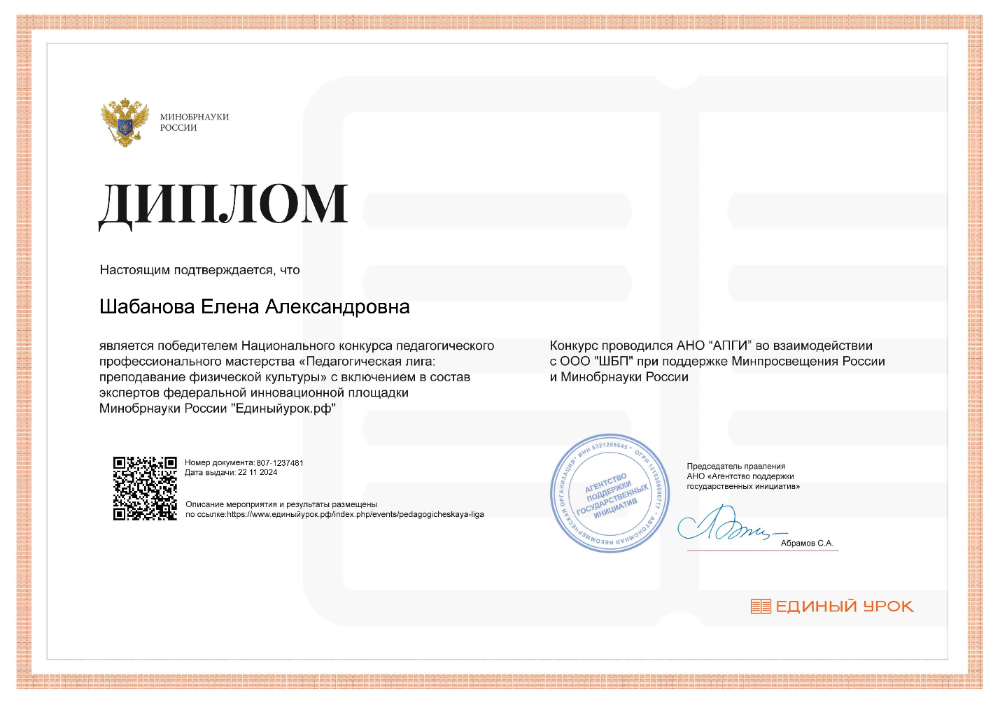 МИНОБРНАУКИ
РОССИИ
ДИПЛОМ
Настоящим подтверждается, что
Шабанова Елена Александровна
является победителем Национального конкурса педагогического
профессионального мастерства «Педагогическая лига:
преподавание физической культуры» с включением в состав
экспертов федеральной инновационной площадки
Минобрнауки России "Единыйурок.рф"
Конкурс проводился АНО “АПГИ” во взаимодействии
с ООО "ШБП" при поддержке Минпросвещения России
и Минобрнауки России
Номер документа: 807-1237481
Дата выдачи: 22 11 2024
Описание мероприятия и результаты размещены
по ссылке:https://www.единыйурок.рф/index.php/events/pedagogicheskaya-liga
* ИНН 5321205545 * ОГРН 1215300000717 * АВТОНОМНАЯ НЕКОММЕРЧЕСКАЯ ОРГАНИЗАЦИЯ
АГЕНТСТВО
ПОДДЕРЖКИ
ГОСУДАРСТВЕННЫХ
ИНИЦИАТИВ
Председатель правления
АНО «Агентство поддержки
государственных инициатив»
Абрамов С.А.
ЕДИНЫЙ УРОК